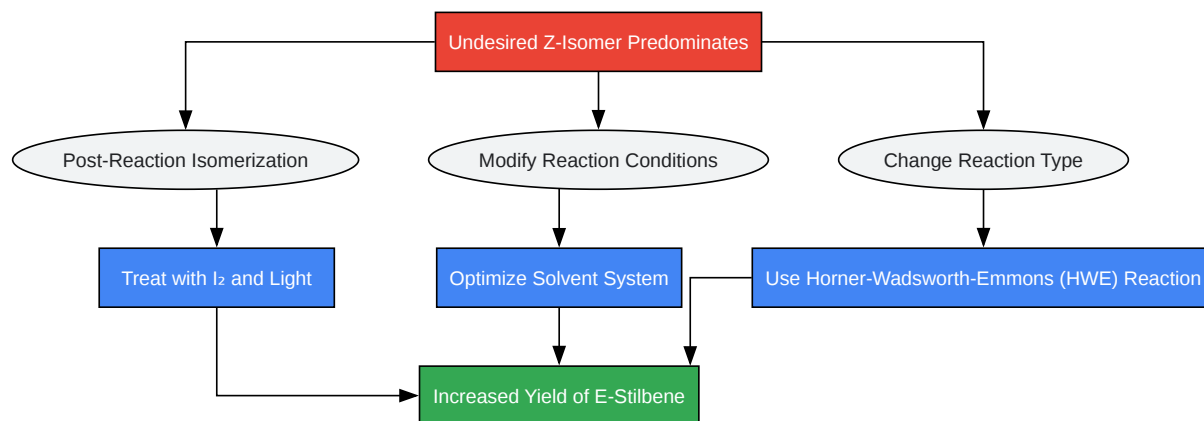 Undesired Z-Isomer Predominates
Post-Reaction Isomerization
Modify Reaction Conditions
Change Reaction Type
Treat with I₂ and Light
Optimize Solvent System
Use Horner-Wadsworth-Emmons (HWE) Reaction
Increased Yield of E-Stilbene